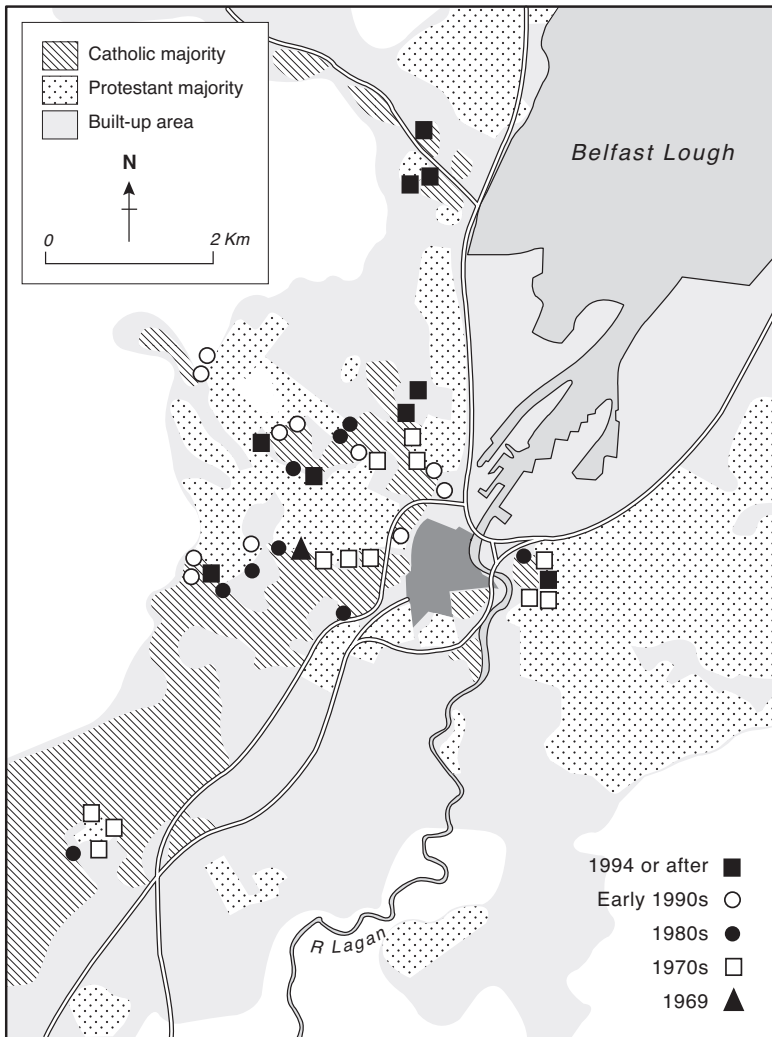 Catholic majority
Protestant majority
Built-up area
N
0 2 Km
Belfast Lough
R Lagan
1994 or after
Early 1990s
1980s
1970s
1969